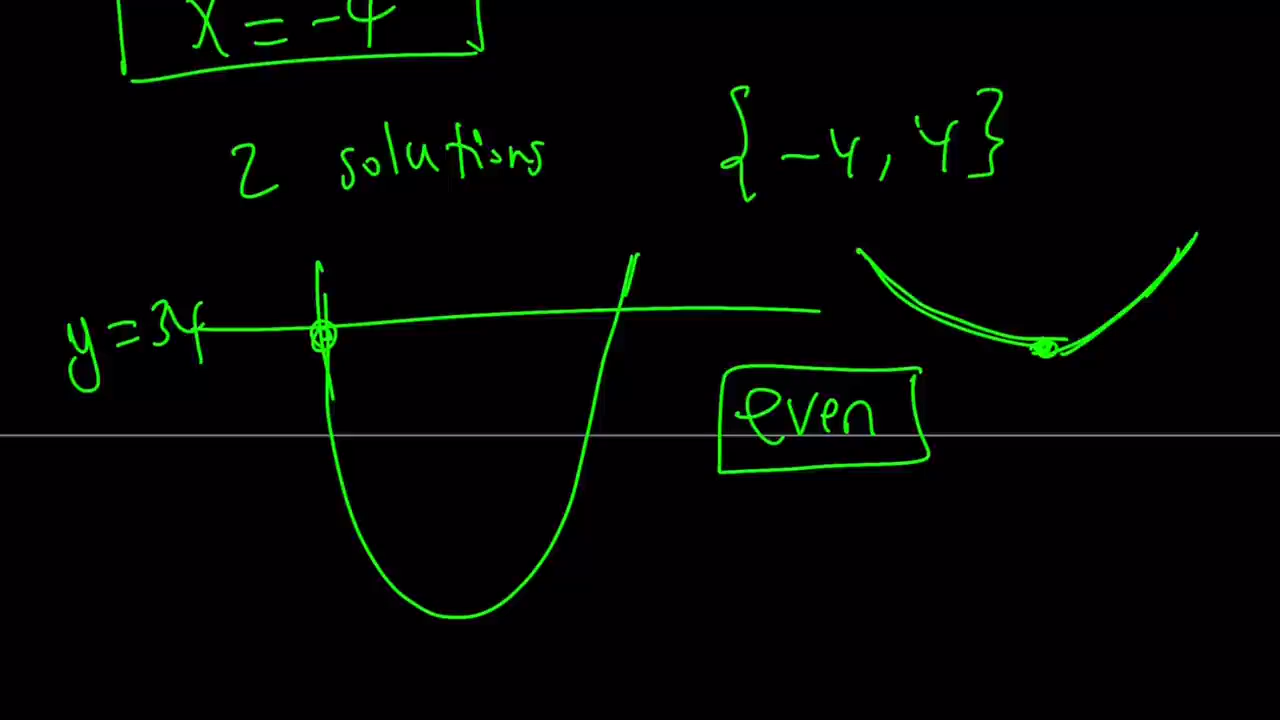 x = -4
2 solutions {-4, 4}
y = 34
even